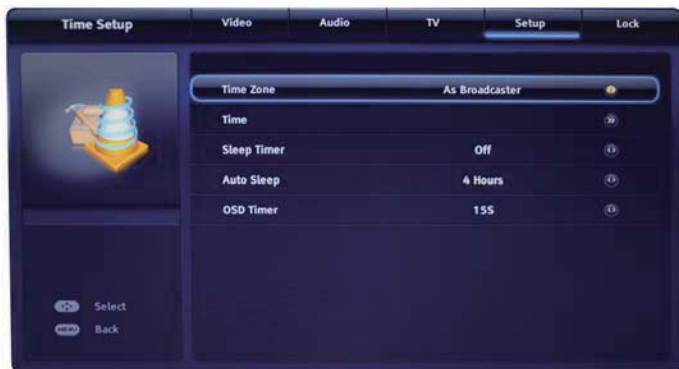 Time Setup Video Audio TV Setup Lock
Time Zone As Broadcaster
Time
Sleep Timer Off
Auto Sleep 4 Hours
OSD Timer 15S
Select
MENU Back